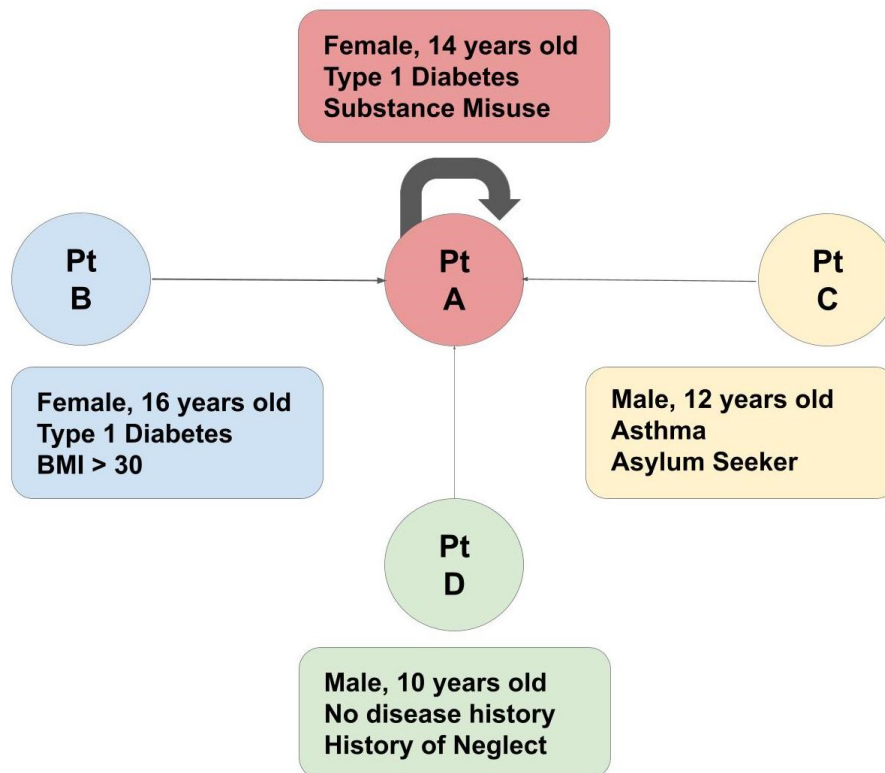 Female, 14 years old
Type 1 Diabetes
Substance Misuse
Pt
B
Pt
A
Pt
C
Female, 16 years old
Type 1 Diabetes
BMI > 30
Male, 12 years old
Asthma
Asylum Seeker
Pt
D
Male, 10 years old
No disease history
History of Neglect